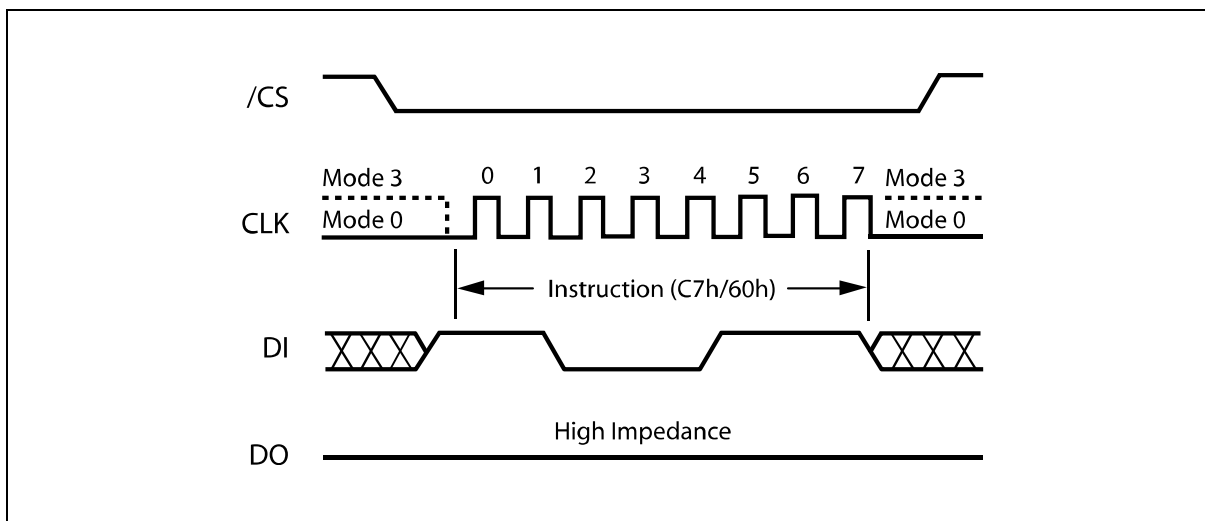 /CS
Mode 3 0 1 2 3 4 5 6 7 Mode 3
CLK Mode 0 Mode 0
Instruction (C7h/60h)
DI
High Impedance
DO